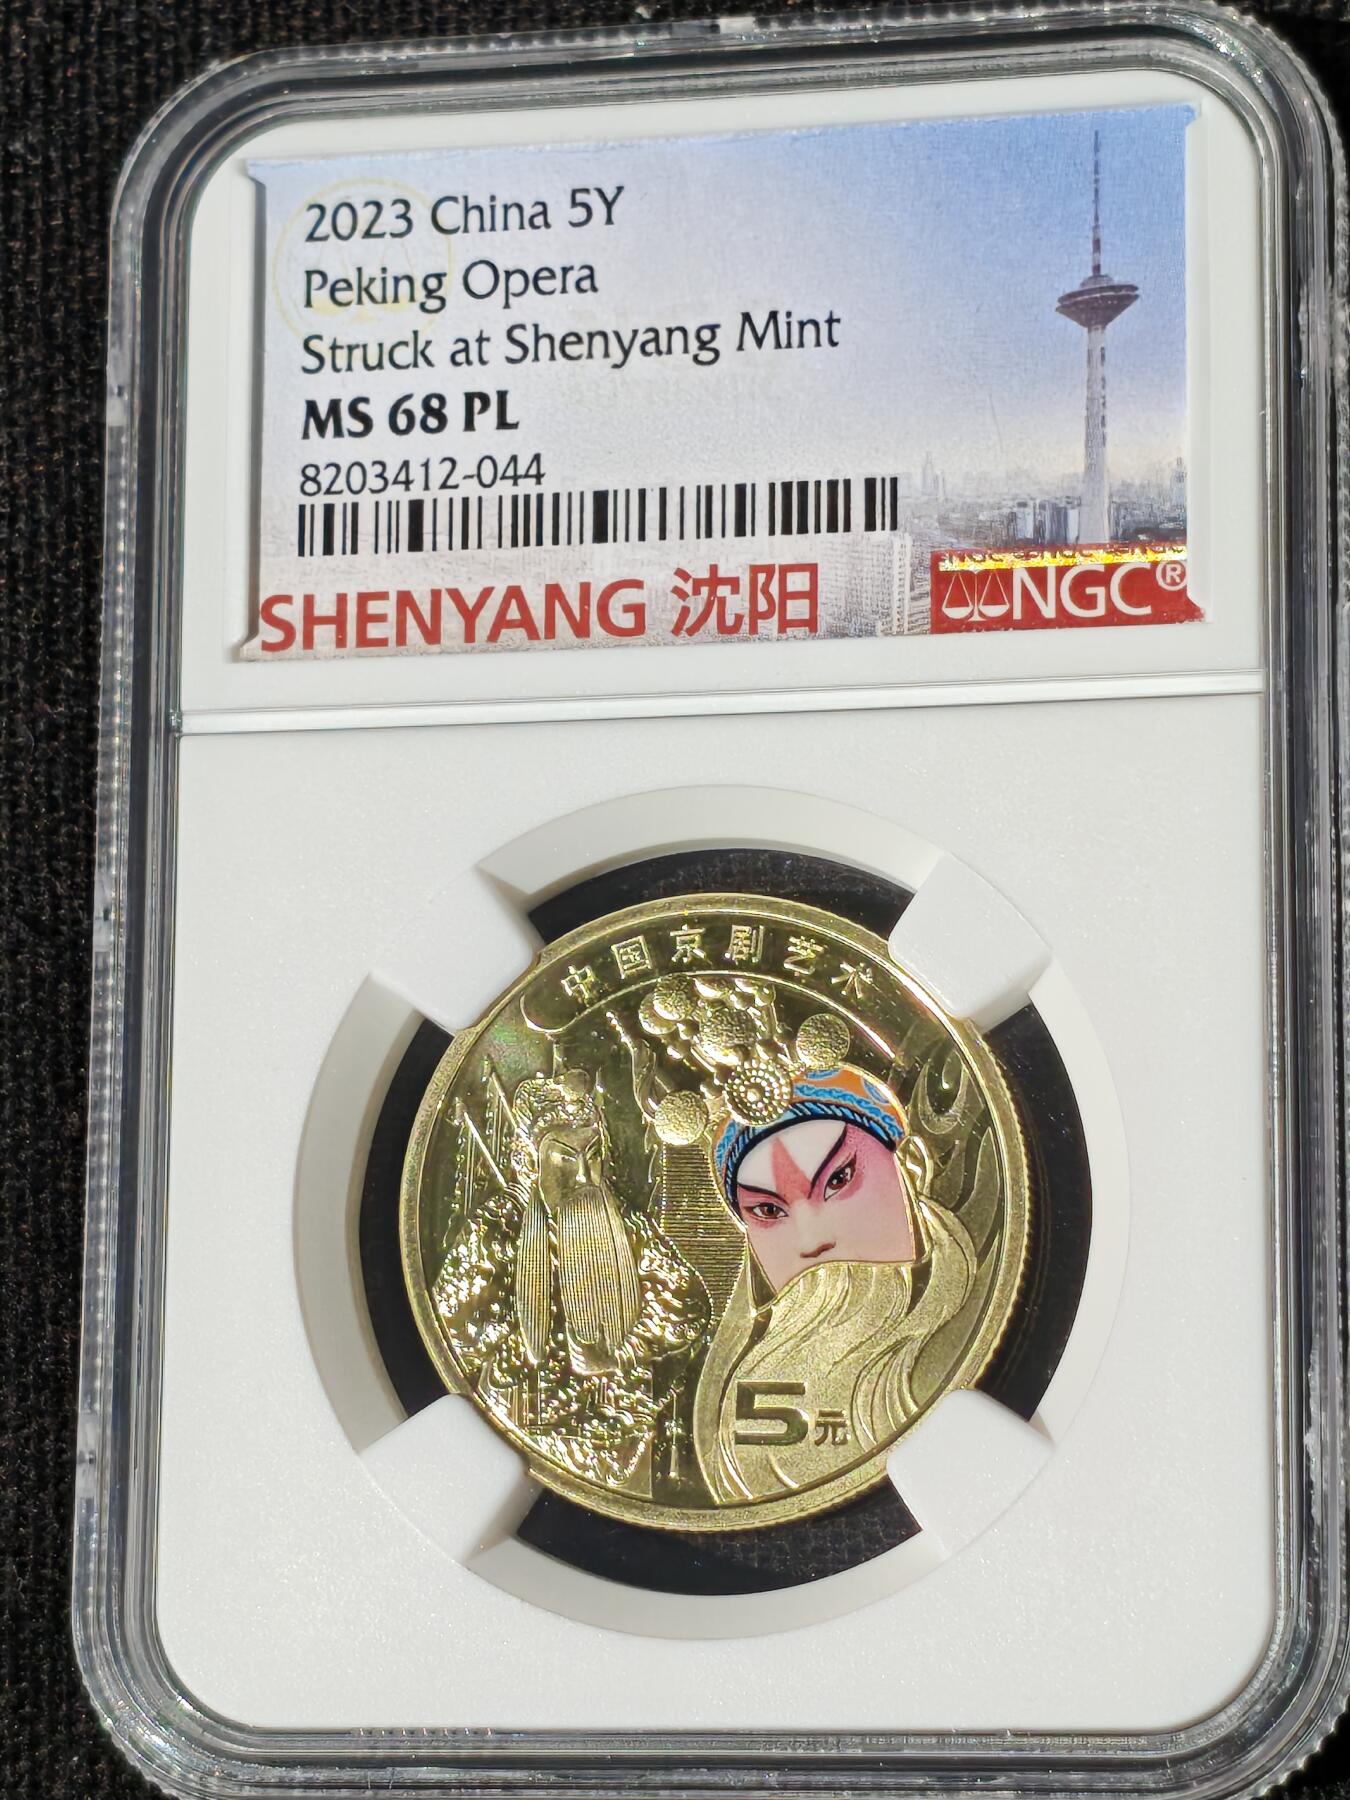 2023 China 5Y
Peking Opera
Struck at Shenyang Mint
MS 68 PL
8203412-044
SHENYANG 沈阳
NGC®
中国京剧艺术
5元